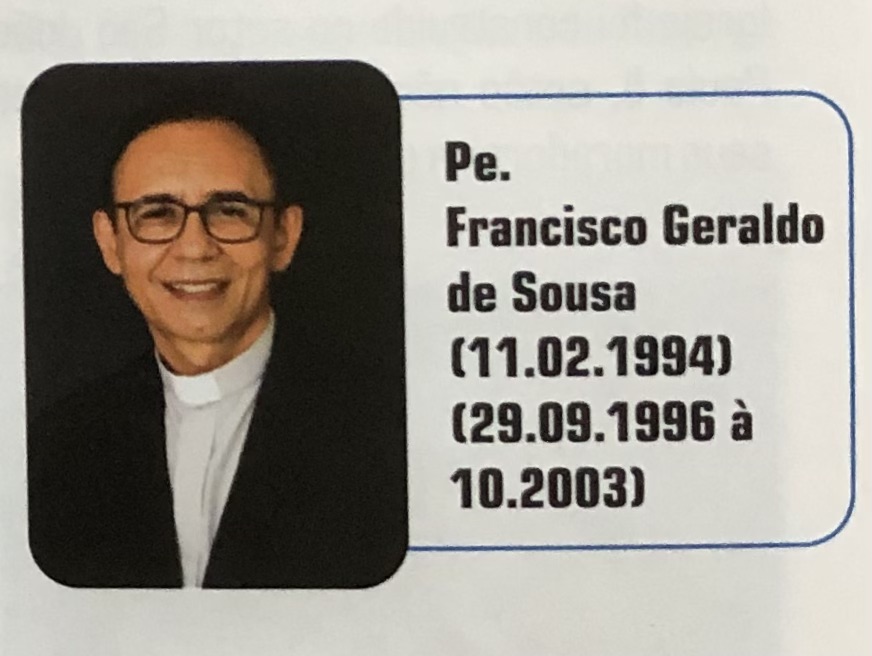 Pe.
Francisco Geraldo
de Sousa
(11.02.1994)
(29.09.1996 à
10.2003)